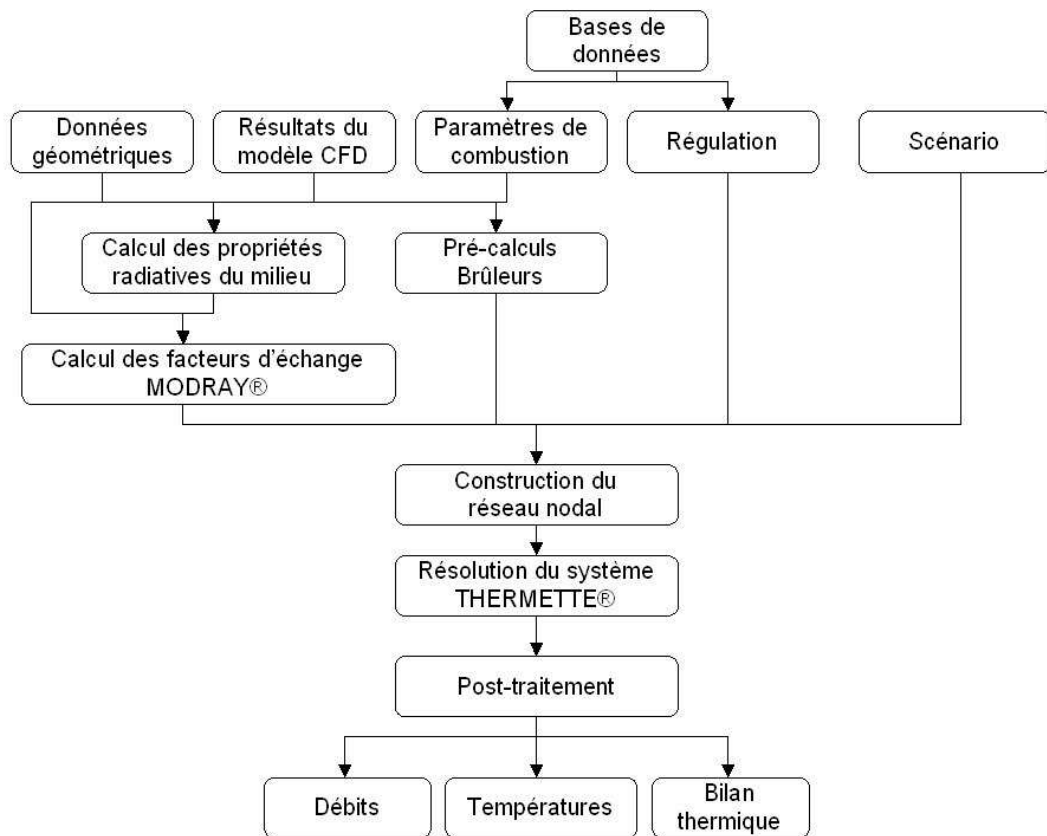 Bases de
données
Données
géométriques
Résultats du
modèle CFD
Paramètres de
combustion
Régulation
Scénario
Calcul des propriétés
radiatives du milieu
Pré-calculs
Brûleurs
Calcul des facteurs d'échange
MODRAY®
Construction du
réseau nodal
Résolution du système
THERMETTE®
Post-traitement
Débits
Températures
Bilan
thermique